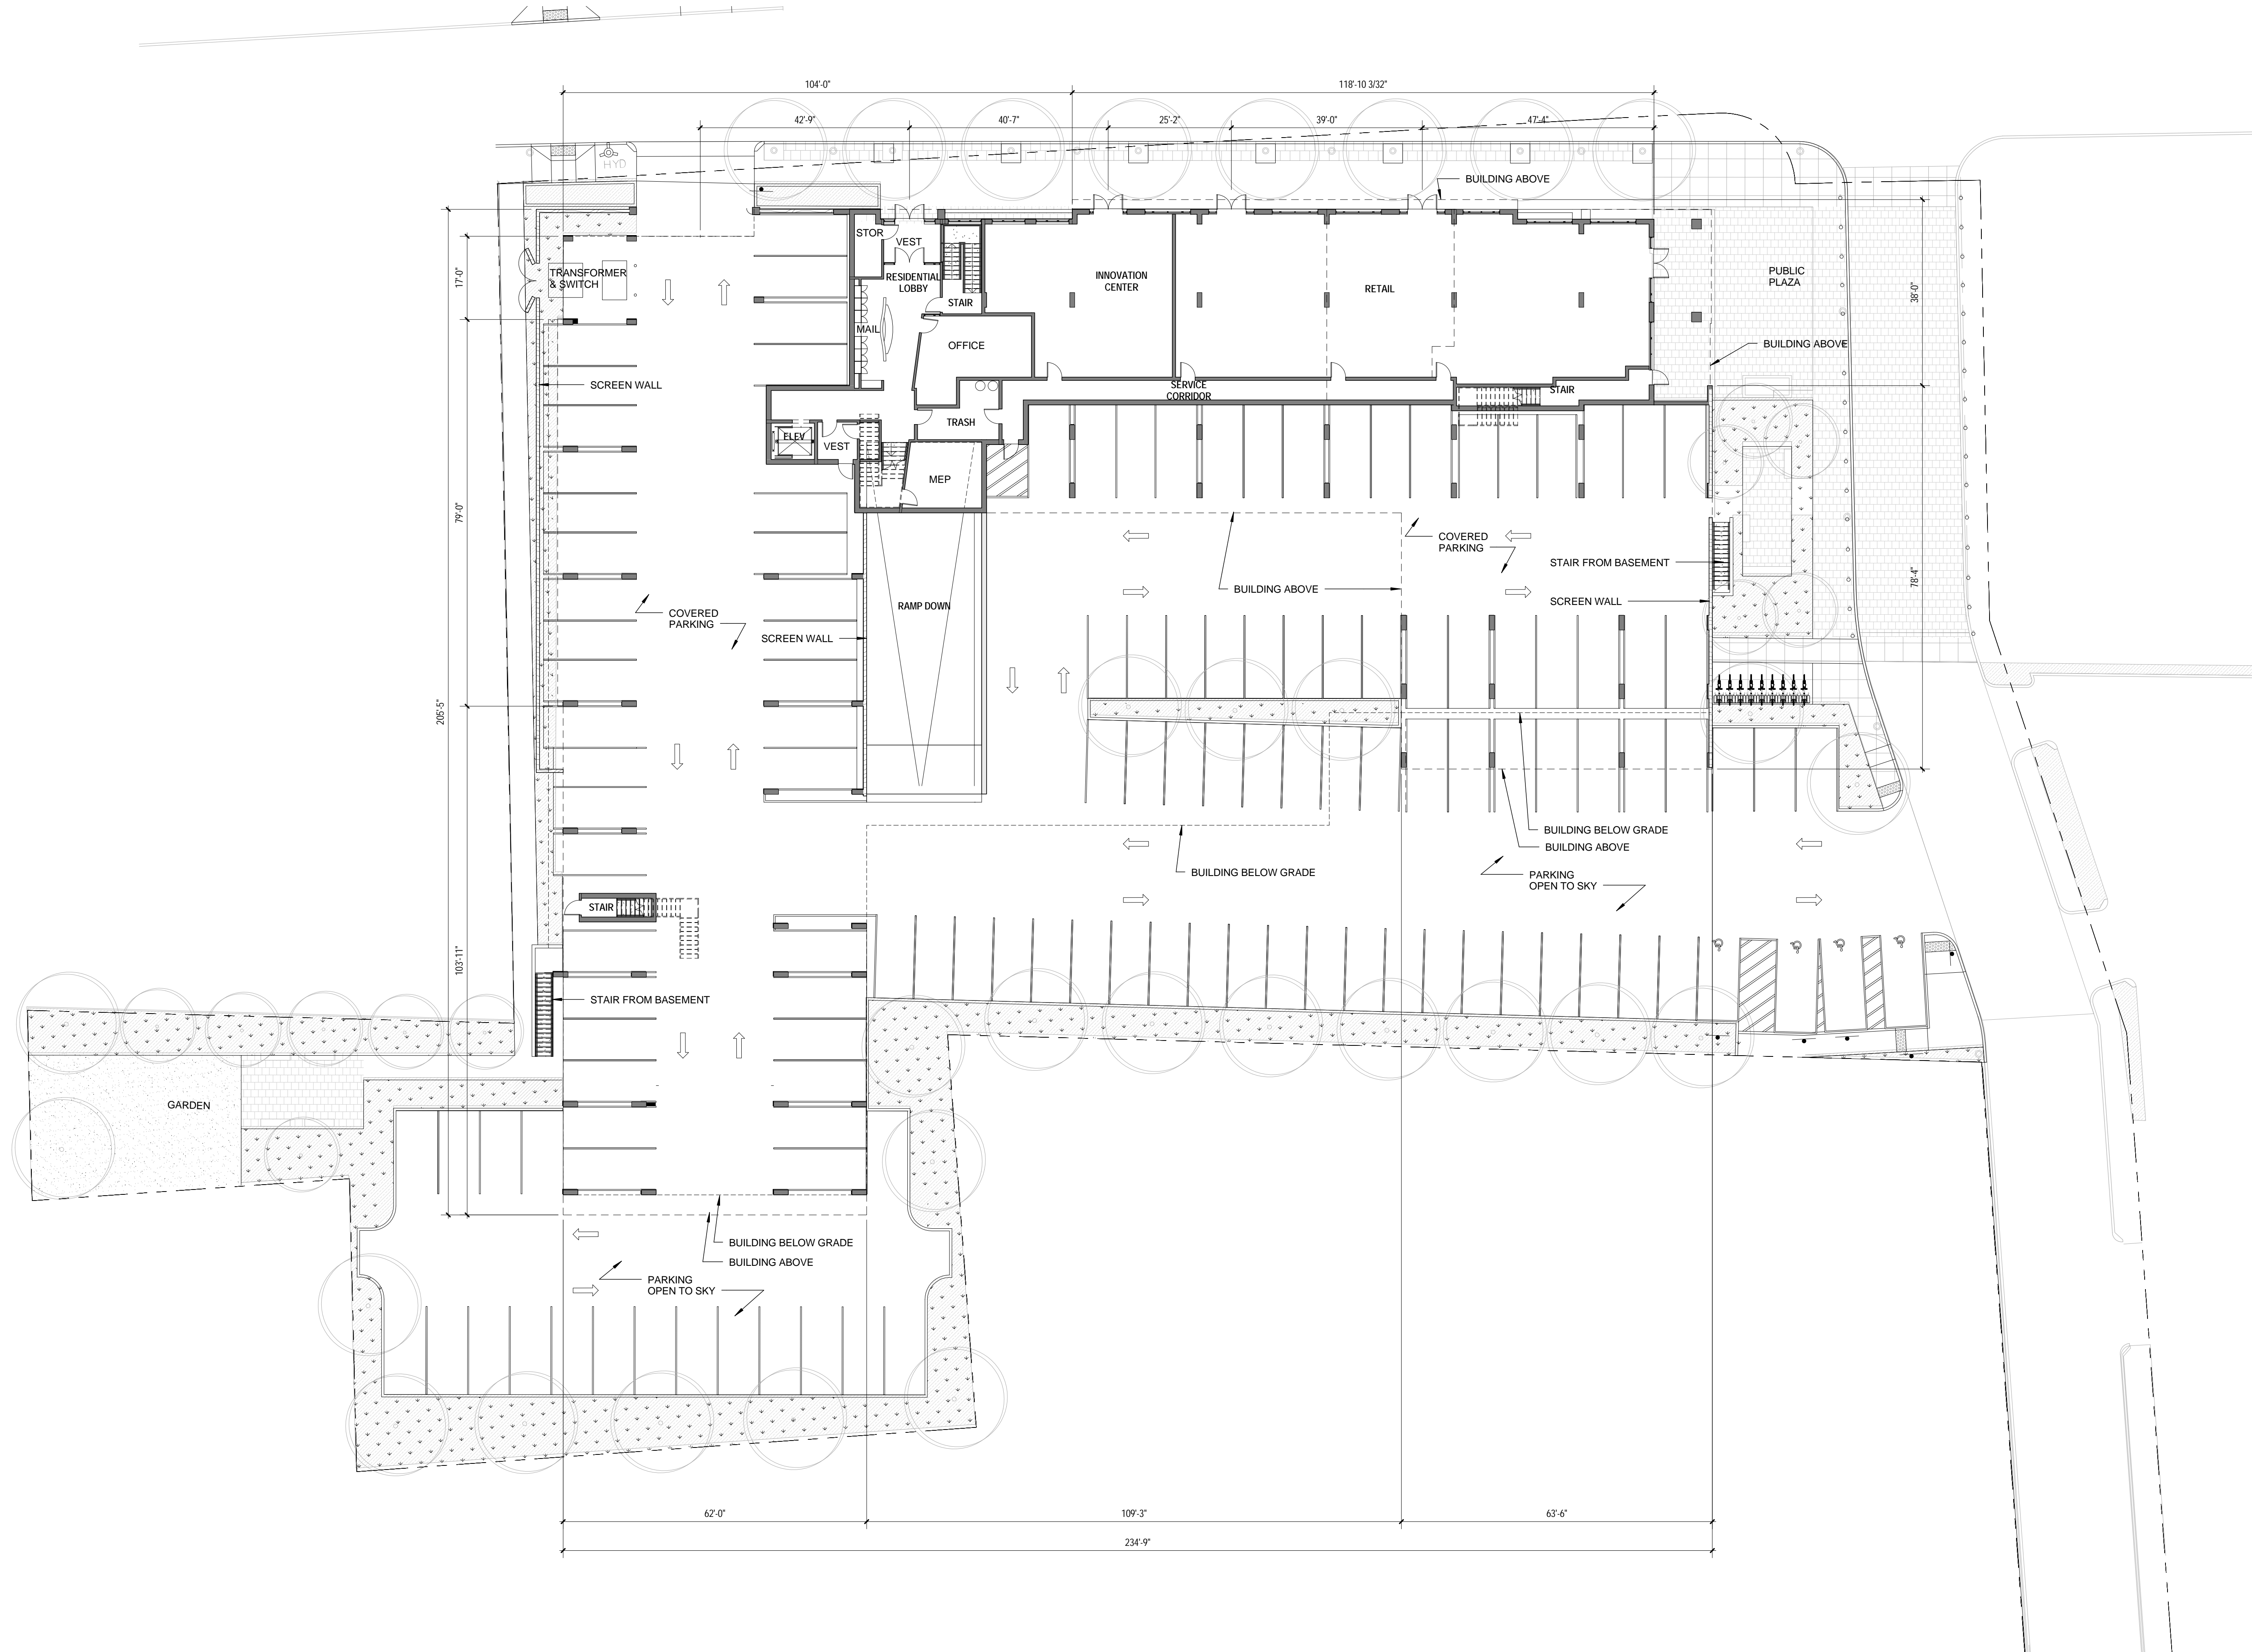 104'-0"
118'-10 3/32"
42'-9"
40'-7"
25'-2"
39'-0"
47'-4"
HYD
BUILDING ABOVE
STOR
VEST
TRANSFORMER
& SWITCH
RESIDENTIAL
LOBBY
INNOVATION
CENTER
RETAIL
PUBLIC
PLAZA
17'-0"
38'-0"
STAIR
MAIL
OFFICE
BUILDING ABOVE
SCREEN WALL
SERVICE
CORRIDOR
STAIR
TRASH
ELEV
VEST
MEP
79'-0"
COVERED
PARKING
STAIR FROM BASEMENT
78'-4"
BUILDING ABOVE
SCREEN WALL
RAMP DOWN
COVERED
PARKING
SCREEN WALL
205'-5"
BUILDING BELOW GRADE
BUILDING ABOVE
BUILDING BELOW GRADE
PARKING
OPEN TO SKY
STAIR
103'-11"
STAIR FROM BASEMENT
GARDEN
BUILDING BELOW GRADE
BUILDING ABOVE
PARKING
OPEN TO SKY
62'-0"
109'-3"
63'-6"
234'-9"